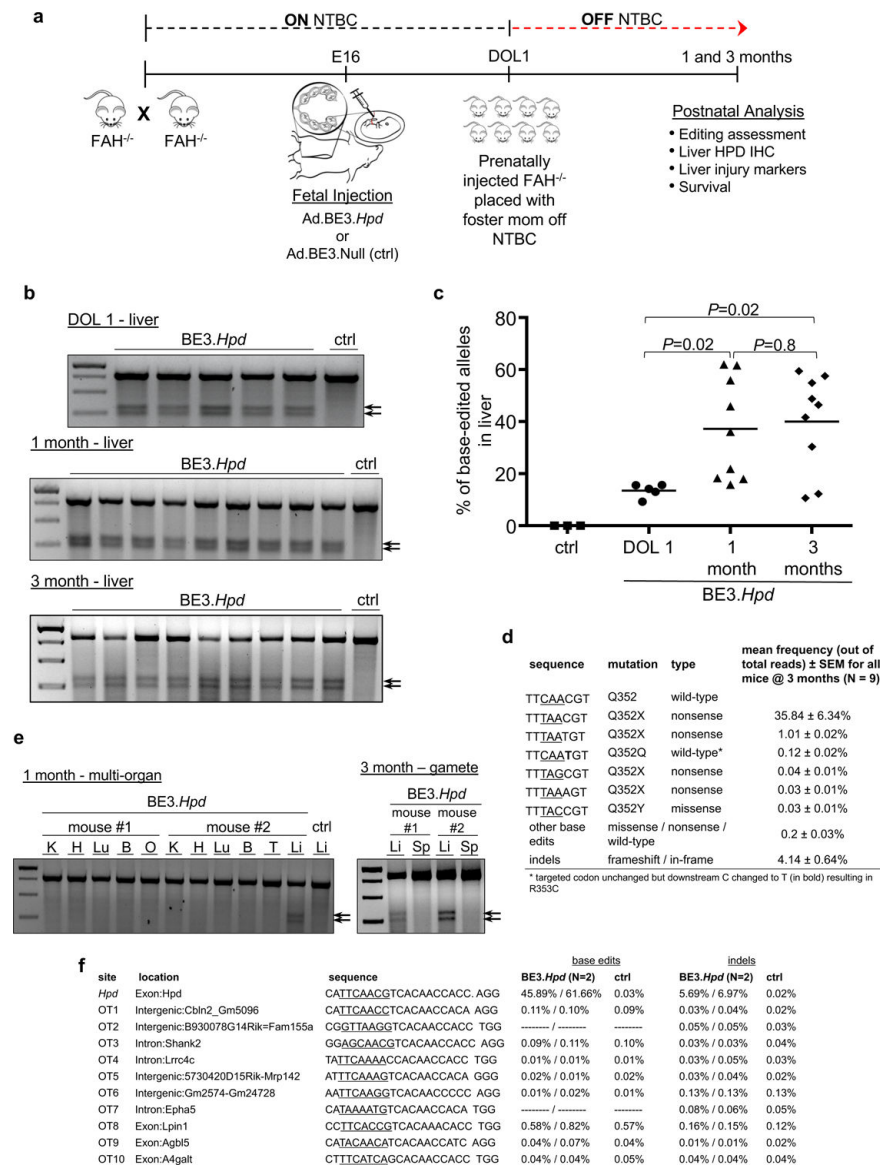 a
ON NTBC
OFF NTBC
E16
DOL1
1 and 3 months
FAH-/-
X
FAH-/-
Fetal Injection
Ad.BE3.Hpd
or
Ad.BE3.Null (ctrl)
Prenatally
injected FAH-/-
placed with
foster mom off
NTBC
Postnatal Analysis
• Editing assessment
• Liver HPD IHC
• Liver injury markers
• Survival
b
DOL 1 - liver
BE3.Hpd ctrl
1 month - liver
BE3.Hpd ctrl
3 month - liver
BE3.Hpd ctrl
c
% of base-edited alleles
in liver
80
60
40
20
0
P=0.02
P=0.02
P=0.8
ctrl
DOL 1
1
month
3
months
BE3.Hpd
d
sequence mutation type mean frequency (out of
total reads) ± SEM for all
mice @ 3 months (N = 9)
TTCAACGT Q352 wild-type
TTTAACGT Q352X nonsense 35.84 ± 6.34%
TTTAATGT Q352X nonsense 1.01 ± 0.02%
TTCAATGT Q352Q wild-type* 0.12 ± 0.02%
TTTAGCGT Q352X nonsense 0.04 ± 0.01%
TTTAAAGT Q352X nonsense 0.03 ± 0.01%
TTTACCGT Q352Y missense 0.03 ± 0.01%
other base
edits
missense / nonsense /
wild-type
0.2 ± 0.03%
indels frameshift / in-frame 4.14 ± 0.64%
* targeted codon unchanged but downstream C changed to T (in bold) resulting in
R353C
e
1 month - multi-organ
BE3.Hpd
mouse #1 mouse #2 ctrl
K H Lu B O K H Lu B T Li Li
3 month – gamete
BE3.Hpd
mouse
#1
mouse
#2
Li Sp Li Sp
f
base edits indels
site location sequence BE3.Hpd (N=2) ctrl BE3.Hpd (N=2) ctrl
Hpd Exon:Hpd CATTCAACGTCACAACCACC. AGG 45.89% / 61.66% 0.03% 5.69% / 6.97% 0.02%
OT1 Intergenic:Cbln2_Gm5096 CATTCAACCTCACAACCACA AGG 0.11% / 0.10% 0.09% 0.03% / 0.04% 0.02%
OT2 Intergenic:B930078G14Rik=Fam155a CGGTTAAGGTCACAACCACC TGG -------- / -------- -------- 0.05% / 0.05% 0.03%
OT3 Intron:Shank2 GGAGCAACGTCACAACCACC AGG 0.09% / 0.11% 0.10% 0.03% / 0.03% 0.04%
OT4 Intron:Lrrc4c TATTCAAAACACAACCACC TGG 0.01% / 0.01% 0.01% 0.03% / 0.05% 0.03%
OT5 Intergenic:5730420D15Rik-Mrp142 ATTTCAAAGTCACAACCACA GGG 0.02% / 0.01% 0.02% 0.03% / 0.04% 0.02%
OT6 Intergenic:Gm2574-Gm24728 AATTCAAGGTCACAACCCCC AGG 0.01% / 0.02% 0.01% 0.13% / 0.13% 0.13%
OT7 Intron:Epha5 CATAAAATGTCACAACCACA TGG -------- / -------- -------- 0.08% / 0.06% 0.05%
OT8 Exon:Lpin1 CCTTCACCGTCACAAACACC TGG 0.58% / 0.82% 0.57% 0.16% / 0.15% 0.12%
OT9 Exon:Agbl5 CATACAACATCACAACCATC AGG 0.04% / 0.07% 0.04% 0.01% / 0.01% 0.02%
OT10 Exon:A4galt CTTTCATCAGCACAACCACC TGG 0.04% / 0.04% 0.05% 0.04% / 0.04% 0.04%